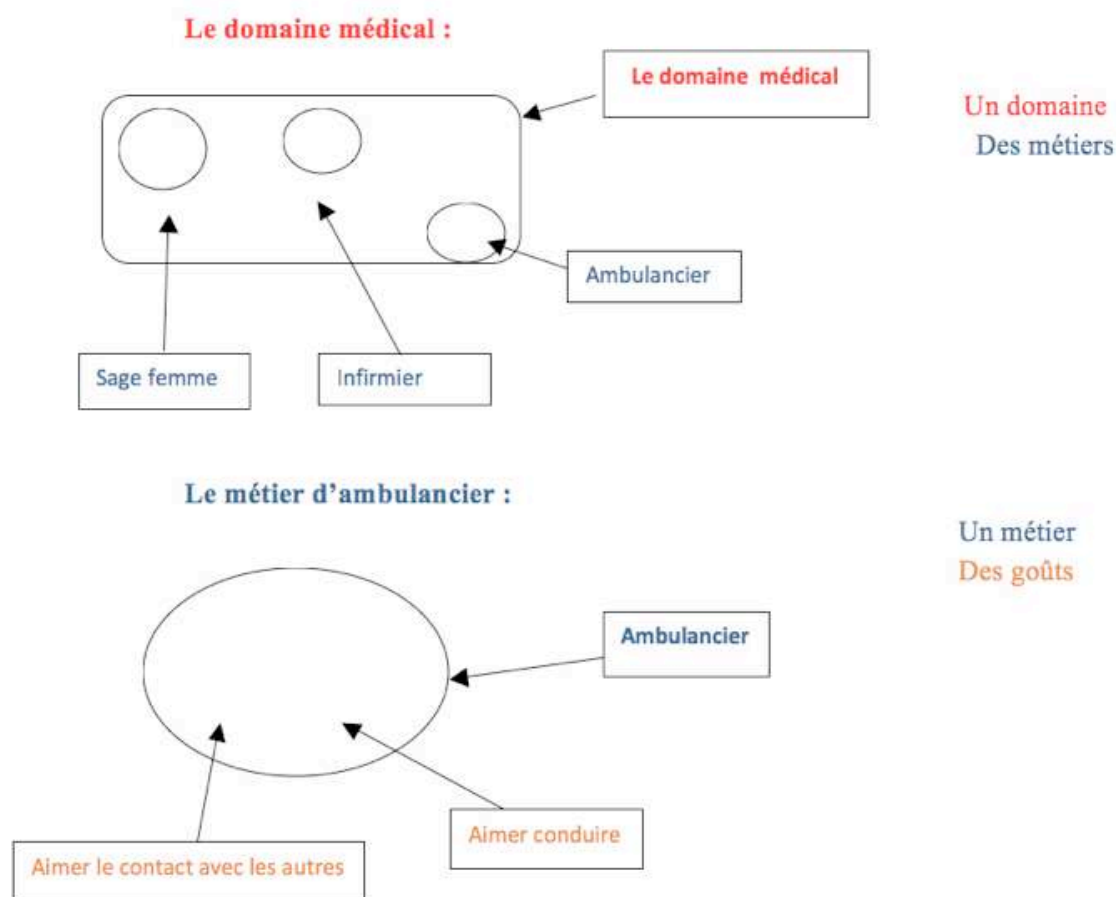 Le domaine médical :
Le domaine médical
Un domaine
Des métiers
Ambulancier
Sage femme
Infirmier
Le métier d'ambulancier :
Un métier
Des goûts
Ambulancier
Aimer conduire
Aimer le contact avec les autres